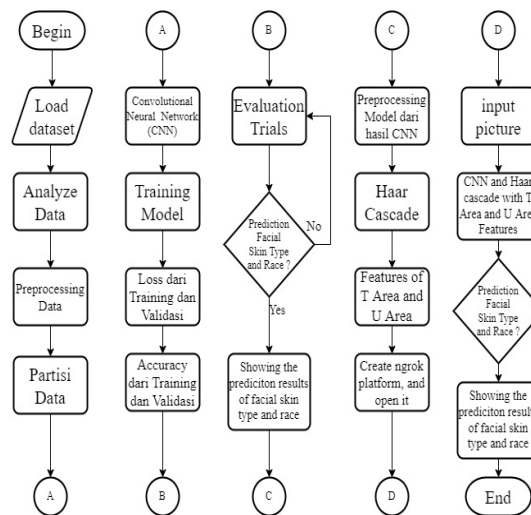 Begin
Load
dataset
Analyze
Data
Preprocessing
Data
Partisi
Data
A
A
Convolutional
Neural Network
(CNN)
Training
Model
Loss dari
Training dan
Validasi
Accuracy
dari Training
dan Validasi
B
B
Evaluation
Trials
No
Prediction
Facial
Skin Type
and Race ?
Yes
Showing the
prediciton results
of facial skin
type and race
C
C
Preprocessing
Model dari
hasil CNN
Haar
Cascade
Features of
T Area and
U Area
Create ngrok
platform, and
open it
D
D
input
picture
CNN and Haar
cascade with T
Area and U Area
Features
Prediction
Facial
Skin Type
and Race ?
Showing the
prediciton result
of facial skin
type and race
End